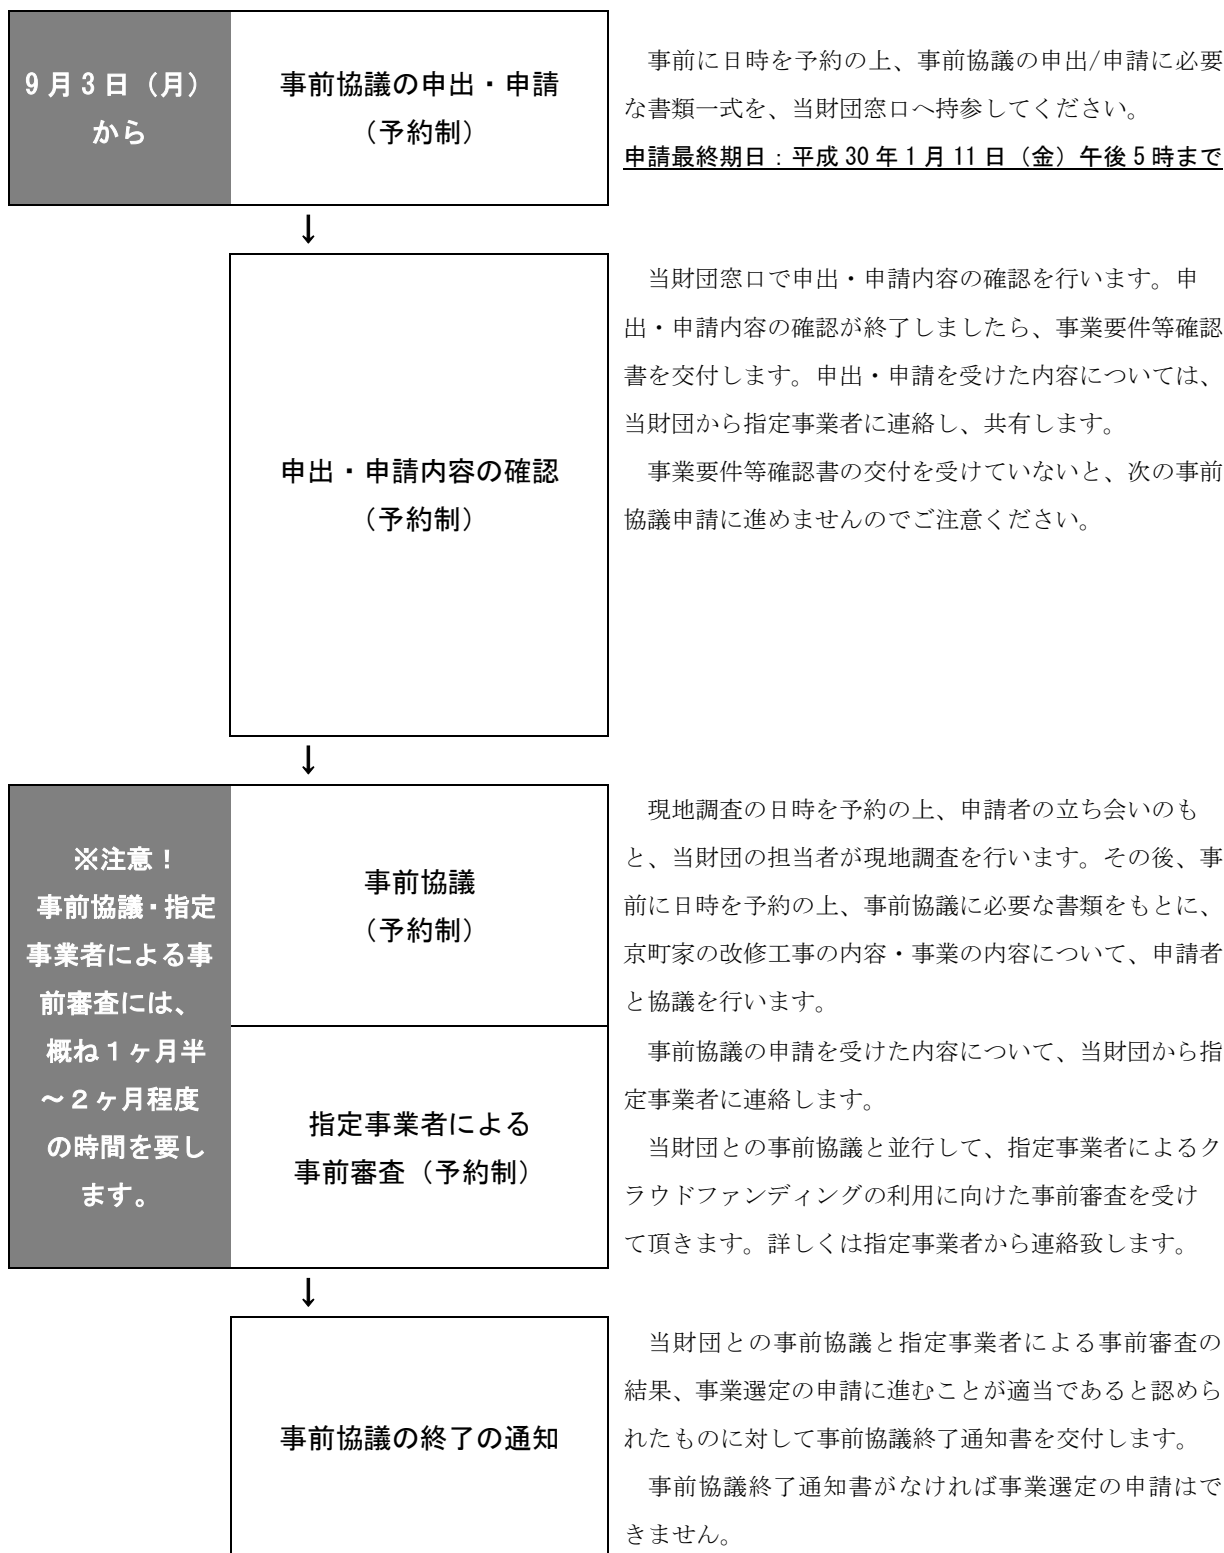 9月3日（月）
から
事前協議の申出・申請
（予約制）
事前に日時を予約の上、事前協議の申出/申請に必要
な書類一式を、当財団窓口へ持参してください。
申請最終期日：平成30年1月11日（金）午後5時まで
↓
申出・申請内容の確認
（予約制）
当財団窓口で申出・申請内容の確認を行います。申
出・申請内容の確認が終了しましたら、事業要件等確認
書を交付します。申出・申請を受けた内容については、
当財団から指定事業者に連絡し、共有します。
事業要件等確認書の交付を受けていないと、次の事前
協議申請に進めませんのでご注意ください。
↓
※注意！
事前協議・指定
事業者による事
前審査には、
概ね１ヶ月半
～２ヶ月程度
の時間を要し
ます。
事前協議
（予約制）
指定事業者による
事前審査（予約制）
現地調査の日時を予約の上、申請者の立ち会いのも
と、当財団の担当者が現地調査を行います。その後、事
前に日時を予約の上、事前協議に必要な書類をもとに、
京町家の改修工事の内容・事業の内容について、申請者
と協議を行います。
事前協議の申請を受けた内容について、当財団から指
定事業者に連絡します。
当財団との事前協議と並行して、指定事業者によるク
ラウドファンディングの利用に向けた事前審査を受け
て頂きます。詳しくは指定事業者から連絡致します。
↓
事前協議の終了の通知
当財団との事前協議と指定事業者による事前審査の
結果、事業選定の申請に進むことが適当であると認めら
れたものに対して事前協議終了通知書を交付します。
事前協議終了通知書がなければ事業選定の申請はで
きません。